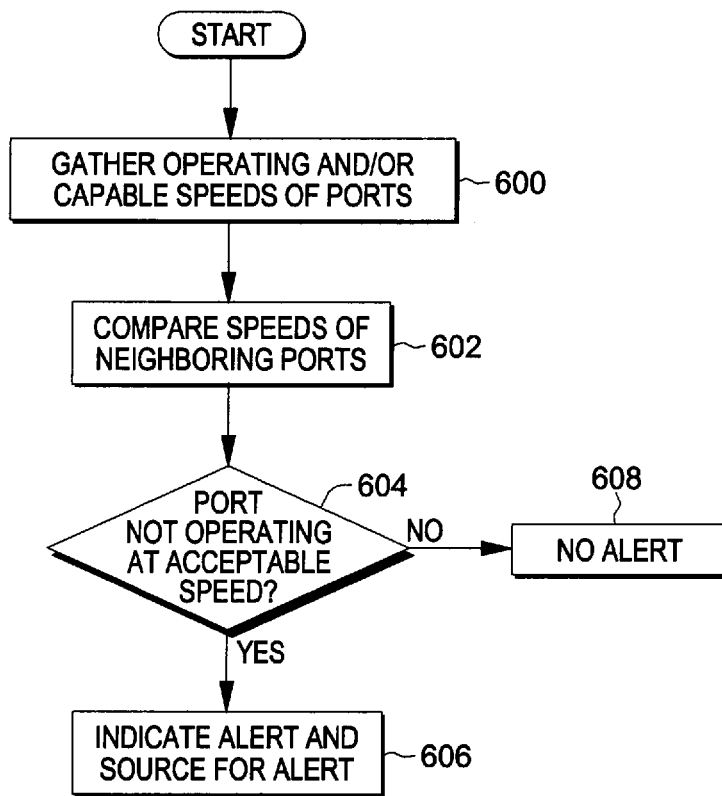 START
GATHER OPERATING AND/OR
CAPABLE SPEEDS OF PORTS
600
COMPARE SPEEDS OF
NEIGHBORING PORTS
602
604
PORT
NOT OPERATING
AT ACCEPTABLE
SPEED?
NO
608
NO ALERT
YES
INDICATE ALERT AND
SOURCE FOR ALERT
606